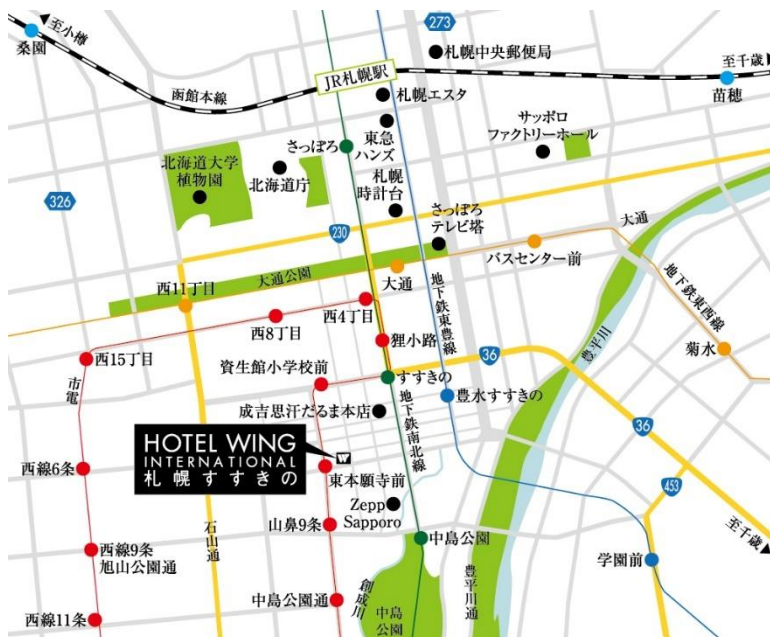 至小樽
桑園
函館本線
JR札幌駅
273
札幌中央郵便局
至千歳
苗穂
札幌エスタ
東急
ハンズ
さっぽろ
サッポロ
ファクトリーホール
北海道大学
植物園
北海道庁
札幌
時計台
326
230
さっぽろ
テレビ塔
大通
バスセンター前
大通公園
大通
西11丁目
西8丁目
西4丁目
地下鉄東豊線
地下鉄東西線
豊平川
菊水
狸小路
西15丁目
市電
資生館小学校前
すすきの
36
豊水すすきの
成吉思汗だるま本店
地下鉄南北線
36
HOTEL WING
INTERNATIONAL
札幌すすきの
W
東本願寺前
西線6条
453
Zepp
Sapporo
石山通
山鼻9条
至千歳
中島公園
西線9条
旭山公園通
学園前
創成川
豊平川通
中島公園通
中島
公園
西線11条